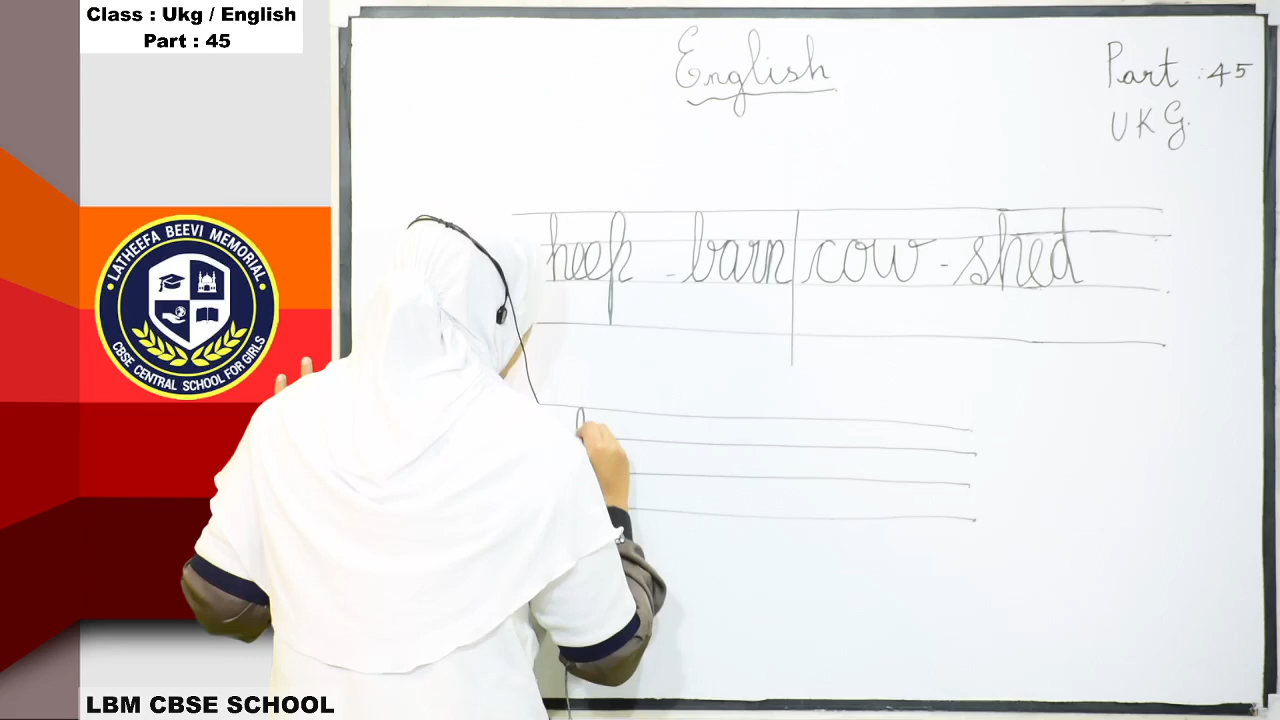 Class : Ukg / English
Part : 45
English
Part : 45
UKG.
heep - barn cow - shed
LATHEEFA BEEVI MEMORIAL
CBSE CENTRAL SCHOOL FOR GIRLS
LBM CBSE SCHOOL